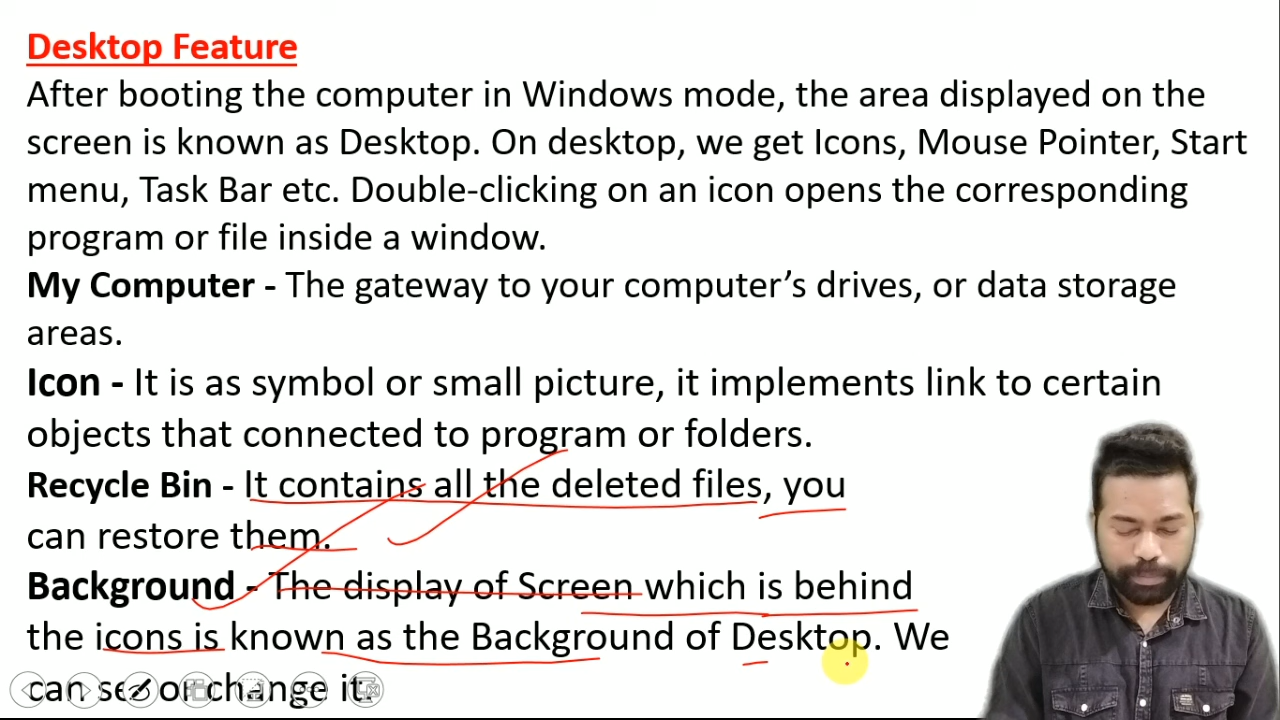 Desktop Feature
After booting the computer in Windows mode, the area displayed on the
screen is known as Desktop. On desktop, we get Icons, Mouse Pointer, Start
menu, Task Bar etc. Double-clicking on an icon opens the corresponding
program or file inside a window.
My Computer - The gateway to your computer’s drives, or data storage
areas.
Icon - It is as symbol or small picture, it implements link to certain
objects that connected to program or folders.
Recycle Bin - It contains all the deleted files, you
can restore them.
Background - The display of Screen which is behind
the icons is known as the Background of Desktop. We
can set or change it.